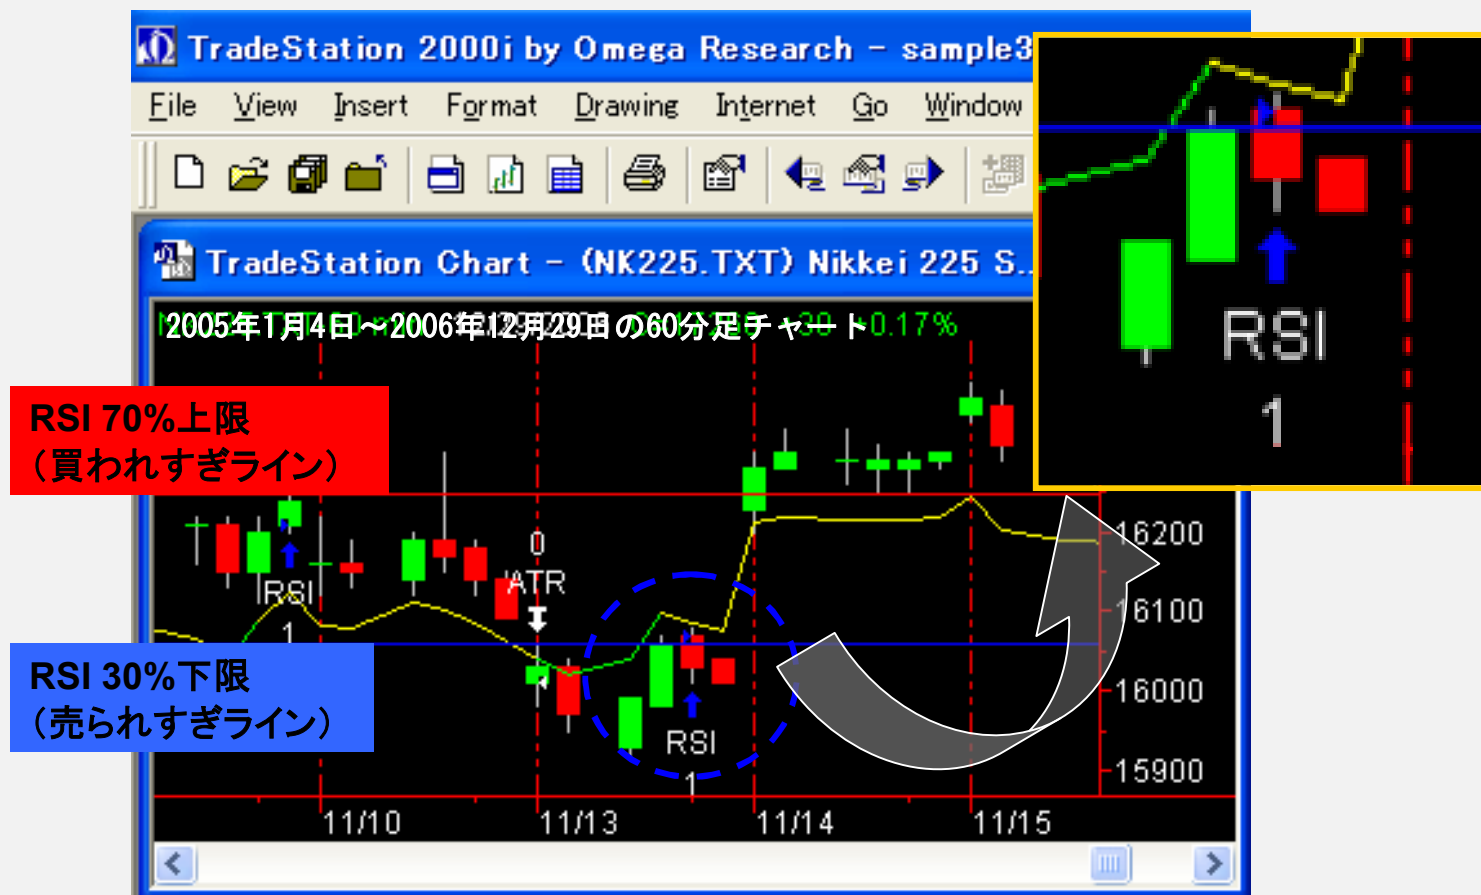 TradeStation 2000i by Omega Research - sample3
File View Insert Format Drawing Internet Go Window
TradeStation Chart - (NK225.TXT) Nikkei 225 S..
2005年1月4日～2006年12月29日の60分足チャート
+0.17%
RSI 70%上限
（買われすぎライン）
RSI
1
0
ATR
RSI
1
RSI 30%下限
（売られすぎライン）
RSI
1
16200
16100
16000
15900
11/10 11/13 11/14 11/15